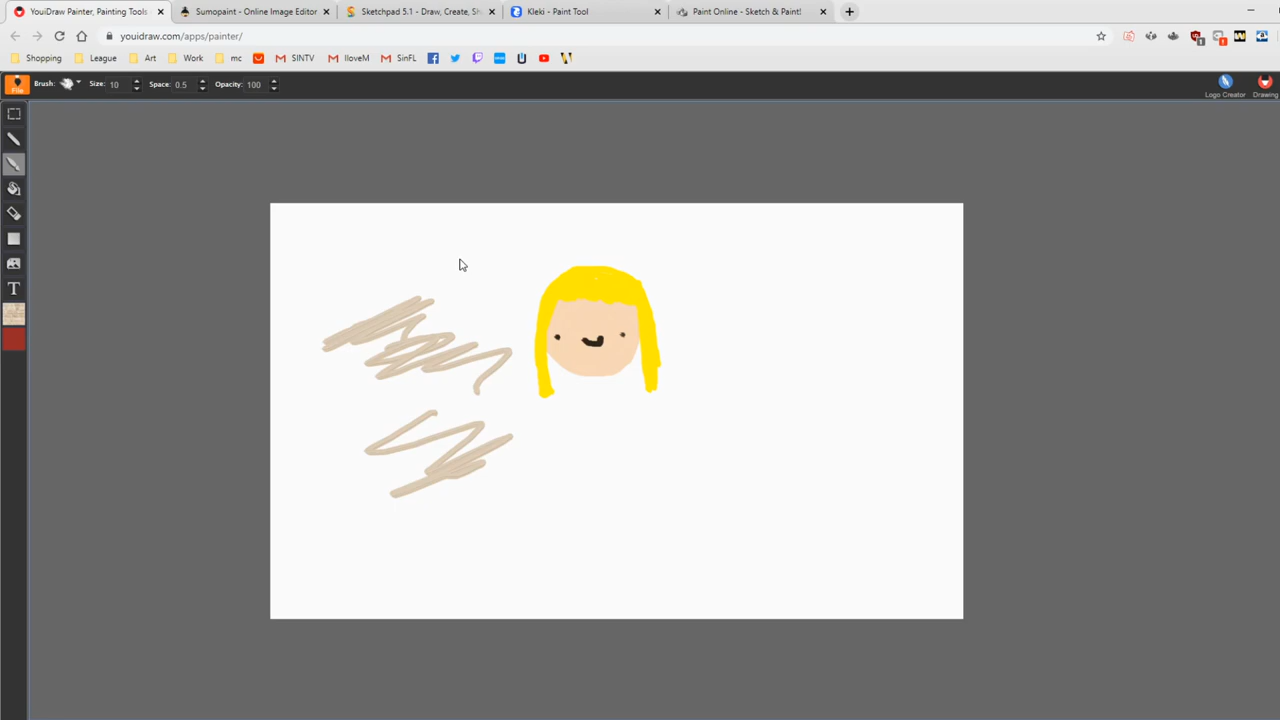 YouiDraw Painter, Painting Tools
Sumopaint - Online Image Editor
Sketchpad 5.1 - Draw, Create, Sh
Kleki - Paint Tool
Paint Online - Sketch & Paint!
youidraw.com/apps/painter/
Shopping League Art Work mc SINTV IloveM SinFL
File Brush: Size: 10 Space: 0.5 Opacity: 100 Logo Creator Drawing
T